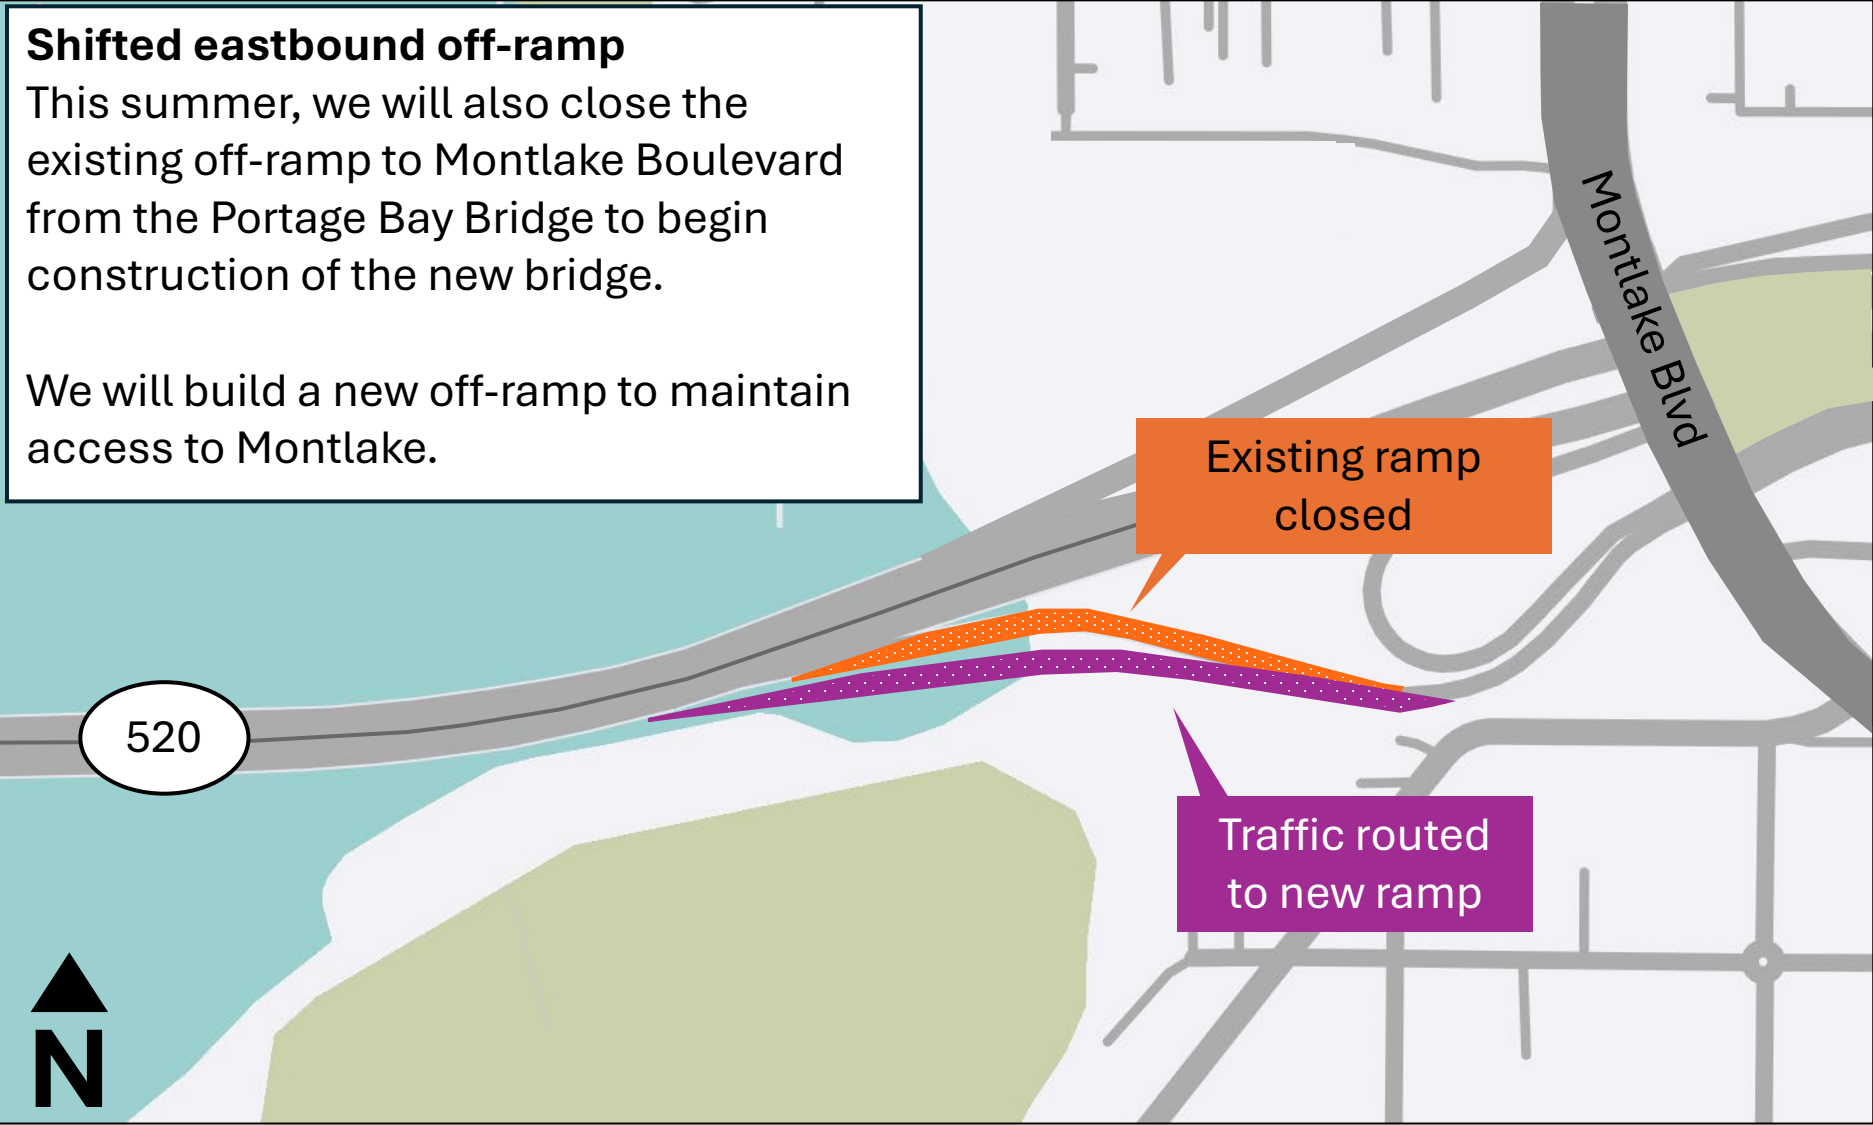 Shifted eastbound off-ramp
This summer, we will also close the
existing off-ramp to Montlake Boulevard
from the Portage Bay Bridge to begin
construction of the new bridge.
We will build a new off-ramp to maintain
access to Montlake.
Montlake Blvd
Existing ramp
closed
520
Traffic routed
to new ramp
N